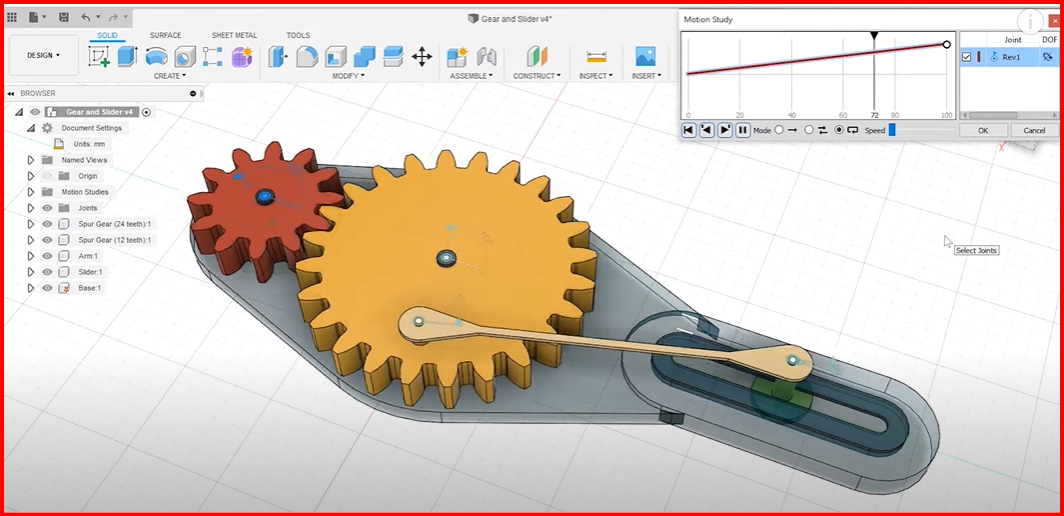 Gear and Slider v4*
Motion Study
i
SOLID SURFACE SHEET METAL TOOLS
DESIGN
CREATE MODIFY ASSEMBLE CONSTRUCT INSPECT INSERT
Joint DOF
Rev1
0 20 40 60 72 80 100
Mode Speed
OK Cancel
X
BROWSER
Gear and Slider v4
Document Settings
Units: mm
Named Views
Origin
Motion Studies
Joints
Spur Gear (24 teeth):1
Spur Gear (12 teeth):1
Arm:1
Slider:1
Base:1
Select Joints